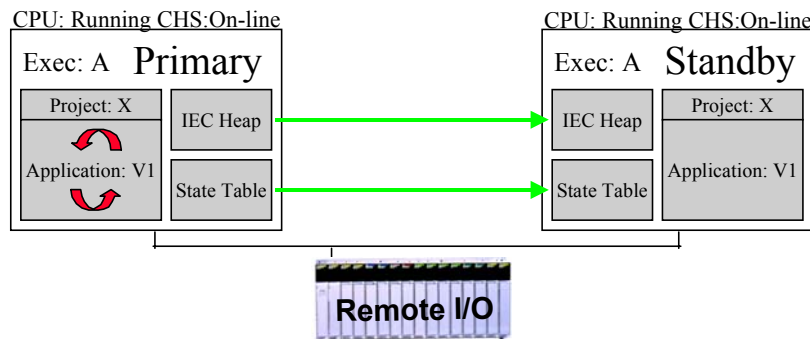 CPU: Running CHS:On-line
Exec: A Primary
Project: X
Application: V1
IEC Heap
State Table
CPU: Running CHS:On-line
Exec: A Standby
IEC Heap
State Table
Project: X
Application: V1
Remote I/O